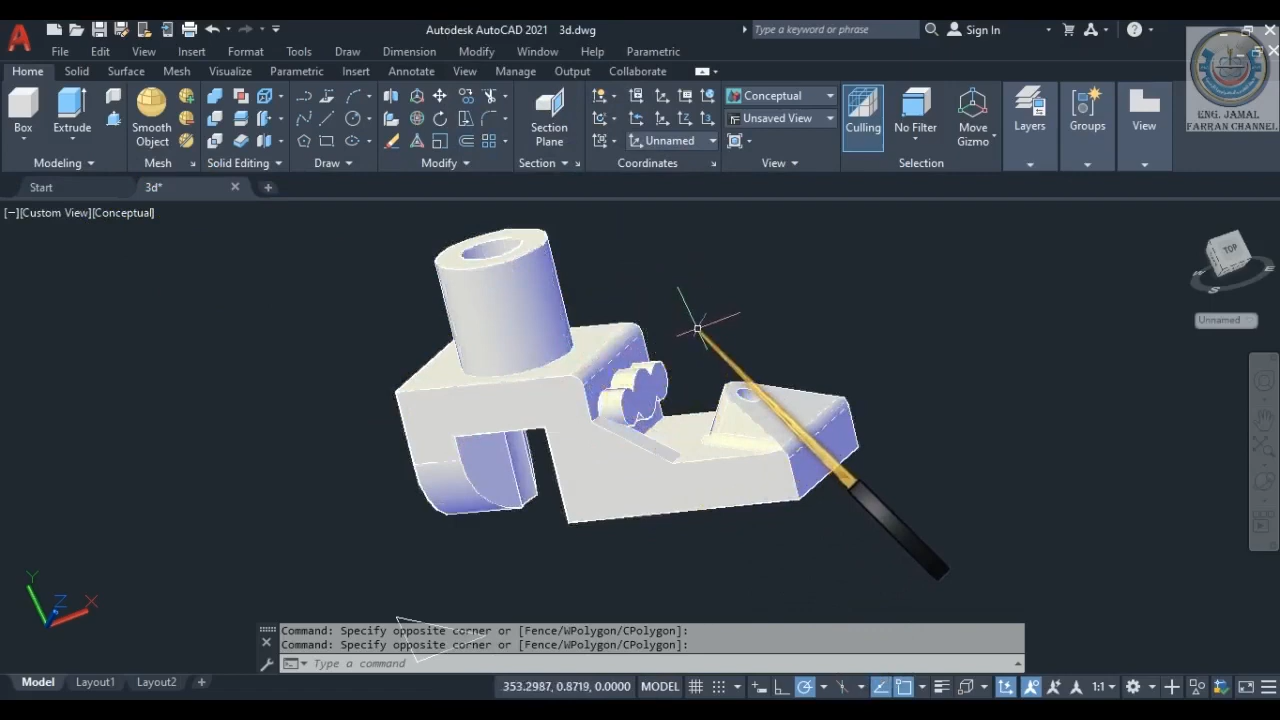 Autodesk AutoCAD 2021 3d.dwg
Type a keyword or phrase
Sign In
File Edit View Insert Format Tools Draw Dimension Modify Window Help Parametric
Home Solid Surface Mesh Visualize Parametric Insert Annotate View Manage Output Collaborate
ENG. JAMAL
FARRAN CHANNEL
Box
Extrude
Smooth
Object
Section
Plane
Conceptual
Unsaved View
Unnamed
Culling
No Filter
Move
Gizmo
Layers
Groups
View
Modeling Mesh Solid Editing Draw Modify Section Coordinates View Selection
Start 3d* +
[−][Custom View][Conceptual]
TOP
W
S
E
Unnamed
Y
Z
X
Command: Specify opposite corner or [Fence/WPolygon/CPolygon]:
Command: Specify opposite corner or [Fence/WPolygon/CPolygon]:
Type a command
Model Layout1 Layout2 +
353.2987, 0.8719, 0.0000 MODEL 1:1